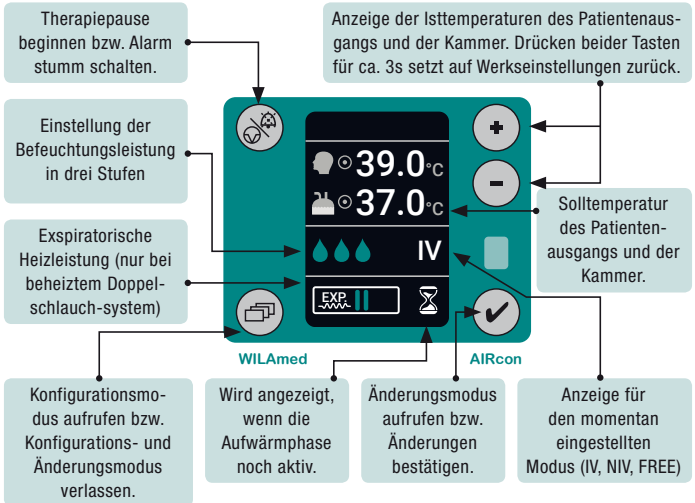 Therapiepause
beginnen bzw. Alarm
stumm schalten.
Anzeige der Isttemperaturen des Patientenaus-
gangs und der Kammer. Drücken beider Tasten
für ca. 3s setzt auf Werkseinstellungen zurück.
Einstellung der
Befeuchtungsleistung
in drei Stufen
Exspiratorische
Heizleistung (nur bei
beheiztem Doppel-
schlauch-system)
39.0°C
37.0°C
IV
EXP.
+
-
Solltemperatur
des Patienten-
ausgangs und der
Kammer.
WILAmed
AIRcon
Konfigurationsmo-
dus aufrufen bzw.
Konfigurations- und
Änderungsmodus
verlassen.
Wird angezeigt,
wenn die
Aufwärmphase
noch aktiv.
Änderungsmodus
aufrufen bzw.
Änderungen
bestätigen.
Anzeige für
den momentan
eingestellten
Modus (IV, NIV, FREE)